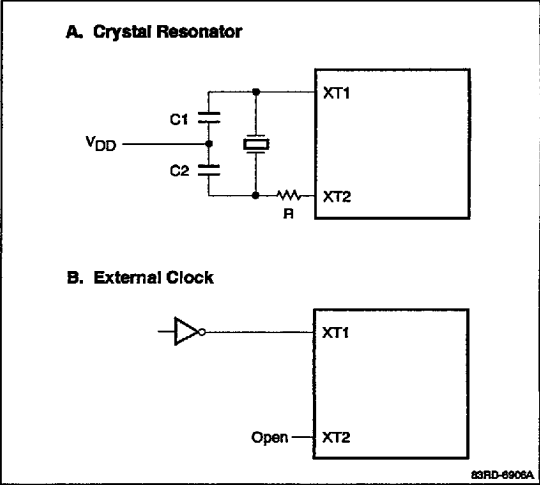 A. Crystal Resonator
XT1
C1
VDD
C2
XT2
R
B. External Clock
XT1
Open
XT2
83RD-6906A